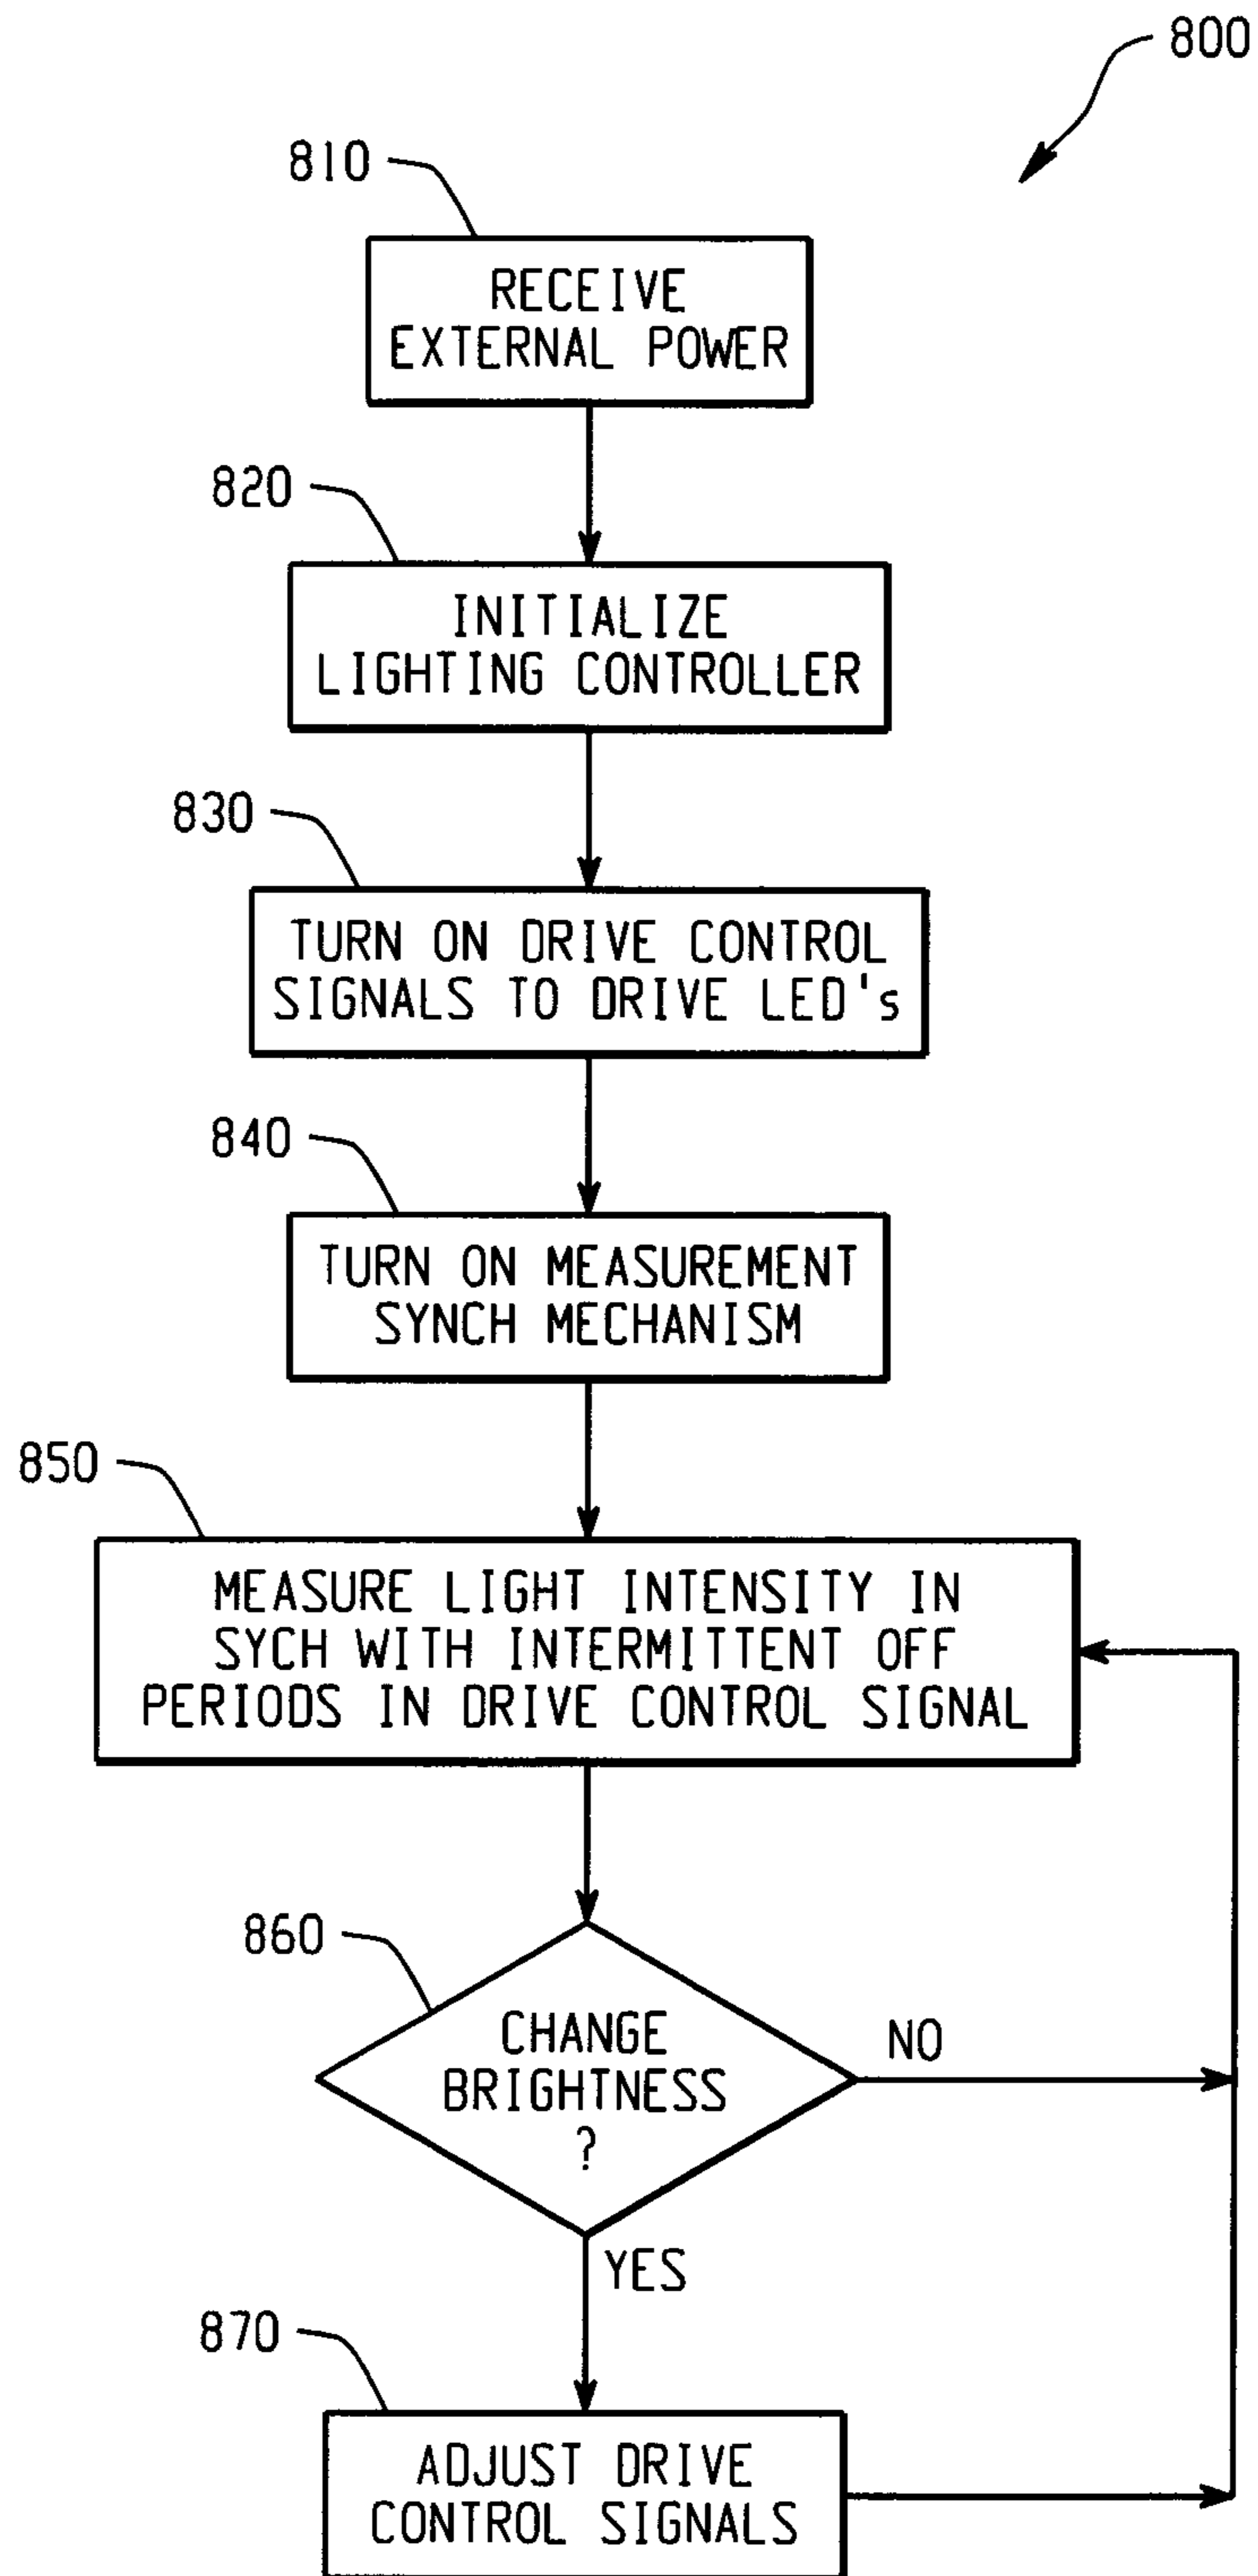 800
810
RECEIVE
EXTERNAL POWER
820
INITIALIZE
LIGHTING CONTROLLER
830
TURN ON DRIVE CONTROL
SIGNALS TO DRIVE LED's
840
TURN ON MEASUREMENT
SYNCH MECHANISM
850
MEASURE LIGHT INTENSITY IN
SYCH WITH INTERMITTENT OFF
PERIODS IN DRIVE CONTROL SIGNAL
860
CHANGE
BRIGHTNESS
?
NO
YES
870
ADJUST DRIVE
CONTROL SIGNALS